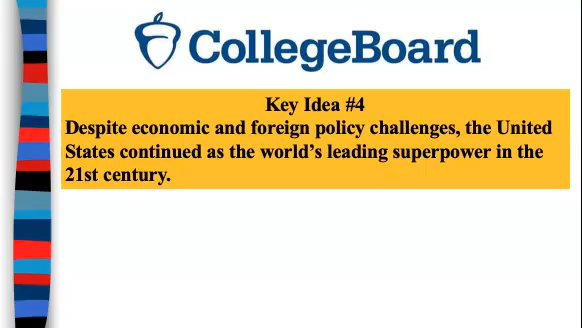 CollegeBoard
Key Idea #4
Despite economic and foreign policy challenges, the United
States continued as the world’s leading superpower in the
21st century.